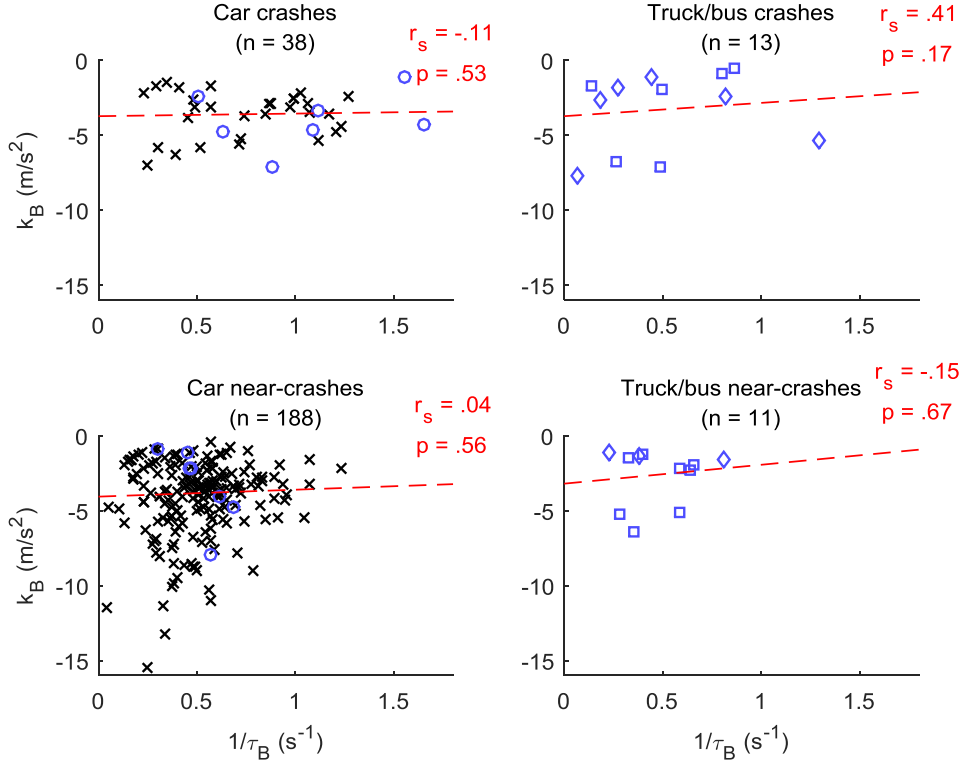 Car crashes
(n = 38)
r_s = -.11
p = .53
0
-5
-10
-15
k_B (m/s^2)
0 0.5 1 1.5
Truck/bus crashes
(n = 13)
r_s = .41
p = .17
0
-5
-10
-15
0 0.5 1 1.5
Car near-crashes
(n = 188)
r_s = .04
p = .56
0
-5
-10
-15
k_B (m/s^2)
0 0.5 1 1.5
1/τ_B (s^-1)
Truck/bus near-crashes
(n = 11)
r_s = -.15
p = .67
0
-5
-10
-15
0 0.5 1 1.5
1/τ_B (s^-1)